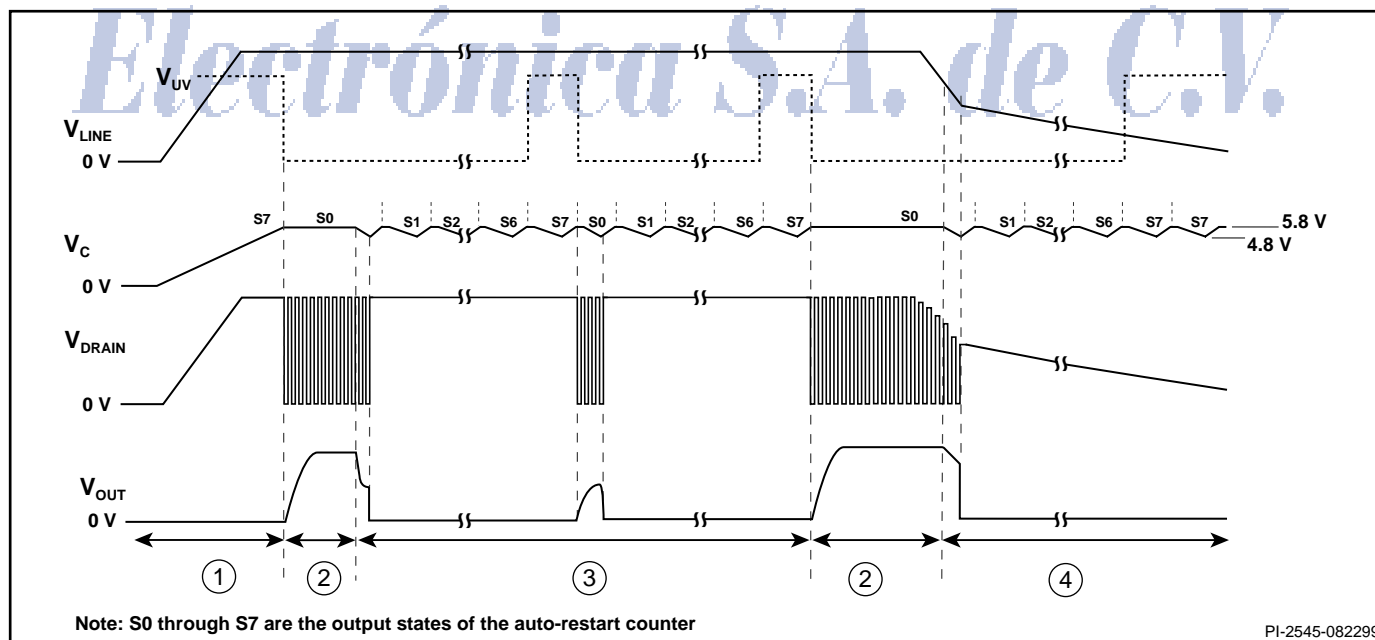 Electrónica S.A. de C.V.
V_UV
V_LINE
0 V
S7 S0 S1 S2 S6 S7 S0 S1 S2 S6 S7 S0 S1 S2 S6 S7 S7
5.8 V
4.8 V
V_C
0 V
V_DRAIN
0 V
V_OUT
0 V
1 2 3 2 4
Note: S0 through S7 are the output states of the auto-restart counter
PI-2545-082299